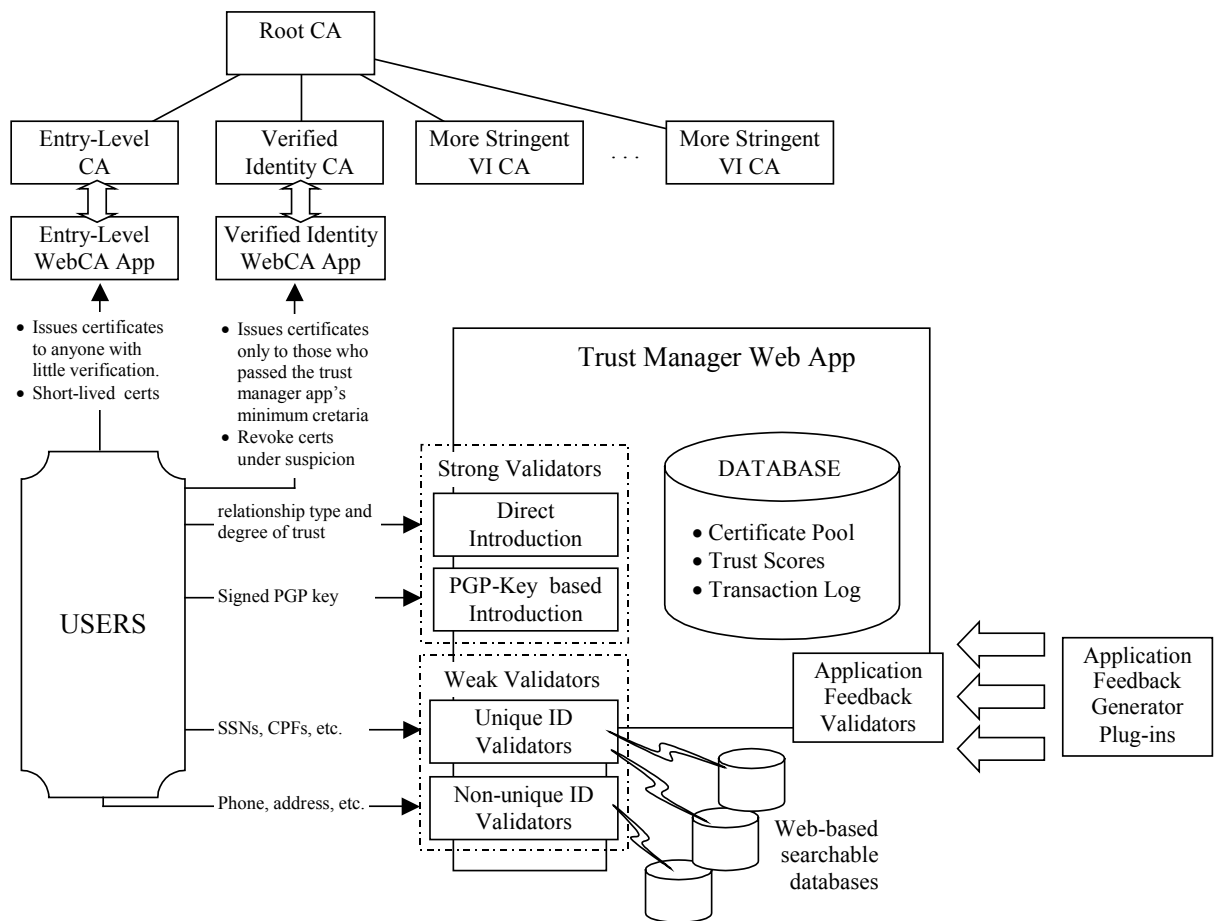 Root CA
Entry-Level
CA
Verified
Identity CA
More Stringent
VI CA
. . .
More Stringent
VI CA
Entry-Level
WebCA App
Verified Identity
WebCA App
• Issues certificates
to anyone with
little verification.
• Short-lived certs
• Issues certificates
only to those who
passed the trust
manager app's
minimum cretaria
• Revoke certs
under suspicion
Trust Manager Web App
DATABASE
• Certificate Pool
• Trust Scores
• Transaction Log
Strong Validators
Direct
Introduction
PGP-Key based
Introduction
relationship type and
degree of trust
Signed PGP key
USERS
Weak Validators
Unique ID
Validators
Non-unique ID
Validators
SSNs, CPFs, etc.
Phone, address, etc.
Application
Feedback
Validators
Application
Feedback
Generator
Plug-ins
Web-based
searchable
databases